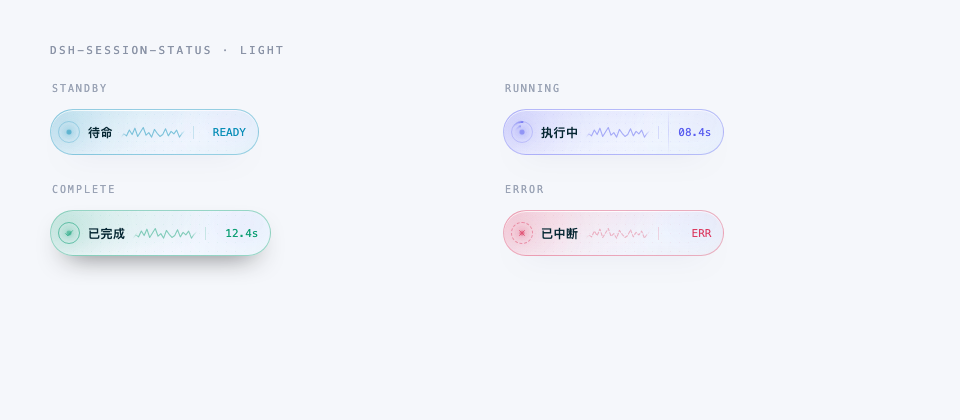 DSH-SESSION-STATUS · LIGHT
STANDBY
待命 READY
RUNNING
执行中 08.4s
COMPLETE
已完成 12.4s
ERROR
已中断 ERR